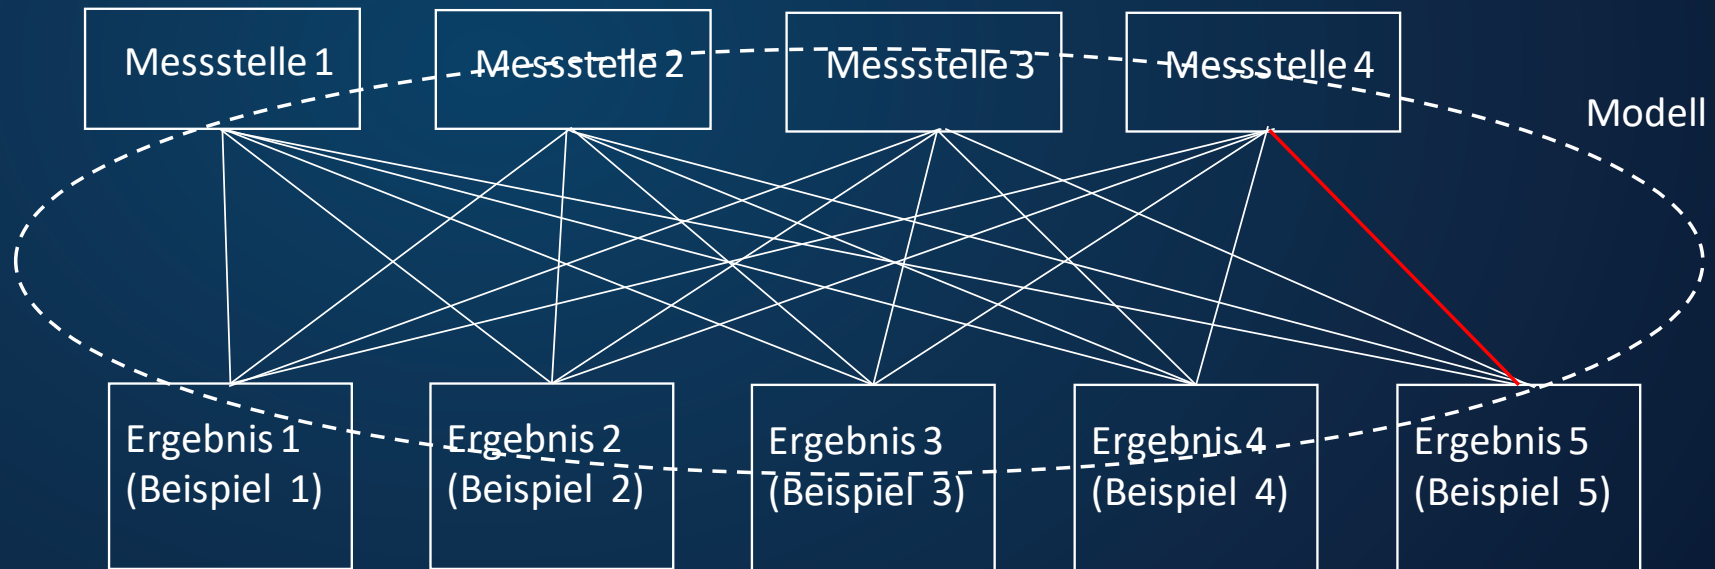 Messstelle 1
Messstelle 2
Messstelle 3
Messstelle 4
Modell
Ergebnis 1
(Beispiel 1)
Ergebnis 2
(Beispiel 2)
Ergebnis 3
(Beispiel 3)
Ergebnis 4
(Beispiel 4)
Ergebnis 5
(Beispiel 5)